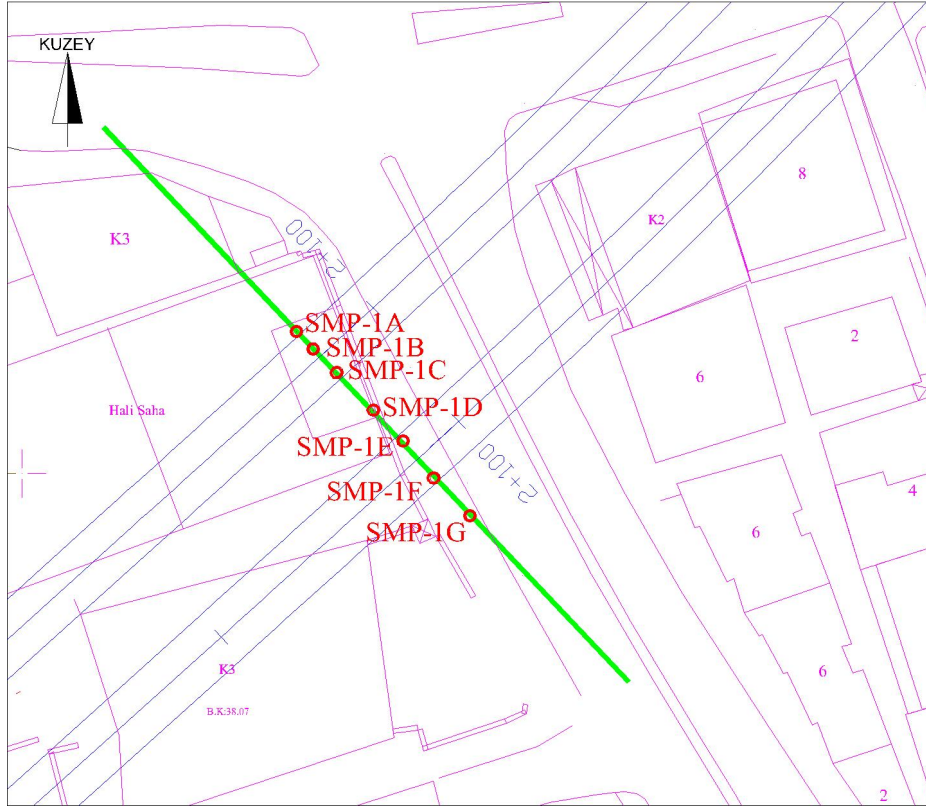 KUZEY
8
K3
K2
2+100
SMP-1A
SMP-1B
2
SMP-1C
6
Hali Saha
SMP-1D
SMP-1E
2+100
SMP-1F
4
SMP-1G
6
K3
6
B.K:38.07
2